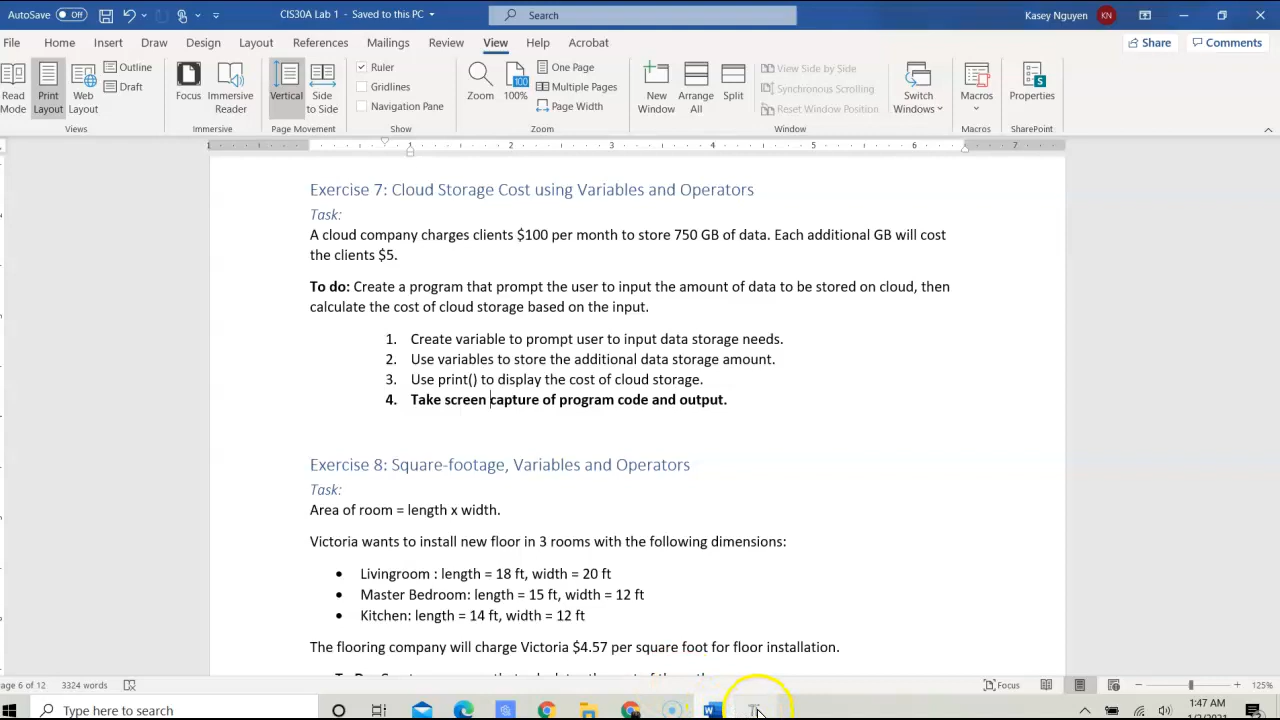 AutoSave Off CIS30A Lab 1 - Saved to this PC Search Kasey Nguyen KN
File Home Insert Draw Design Layout References Mailings Review View Help Acrobat Share Comments
Read Mode Print Layout Web Layout Outline Draft Focus Immersive Reader Vertical Side to Side Ruler Gridlines Navigation Pane Zoom 100% One Page Multiple Pages Page Width New Window Arrange All Split View Side by Side Synchronous Scrolling Reset Window Position Switch Windows Macros Properties
Views Immersive Page Movement Show Zoom Window Macros SharePoint
1 1 2 3 4 5 6 7
Exercise 7: Cloud Storage Cost using Variables and Operators
Task:
A cloud company charges clients $100 per month to store 750 GB of data. Each additional GB will cost
the clients $5.
To do: Create a program that prompt the user to input the amount of data to be stored on cloud, then
calculate the cost of cloud storage based on the input.
1. Create variable to prompt user to input data storage needs.
2. Use variables to store the additional data storage amount.
3. Use print() to display the cost of cloud storage.
4. Take screen capture of program code and output.
Exercise 8: Square-footage, Variables and Operators
Task:
Area of room = length x width.
Victoria wants to install new floor in 3 rooms with the following dimensions:
• Livingroom : length = 18 ft, width = 20 ft
• Master Bedroom: length = 15 ft, width = 12 ft
• Kitchen: length = 14 ft, width = 12 ft
The flooring company will charge Victoria $4.57 per square foot for floor installation.
age 6 of 12 3324 words Focus 125%
Type here to search 1:47 AM